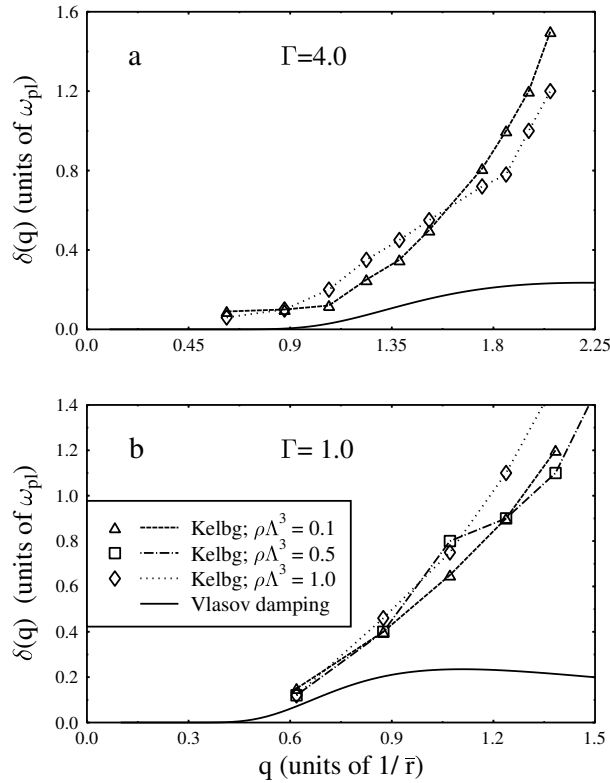 1.6
1.2
0.8
0.4
0.0
δ(q) (units of ω_pl)
a
Γ=4.0
0.0 0.45 0.9 1.35 1.8 2.25
1.4
1.2
1.0
0.8
0.6
0.4
0.2
0.0
δ(q) (units of ω_pl)
b
Γ= 1.0
Kelbg; ρΛ³ = 0.1
Kelbg; ρΛ³ = 0.5
Kelbg; ρΛ³ = 1.0
Vlasov damping
0.0 0.3 0.6 0.9 1.2 1.5
q (units of 1/ r̅)